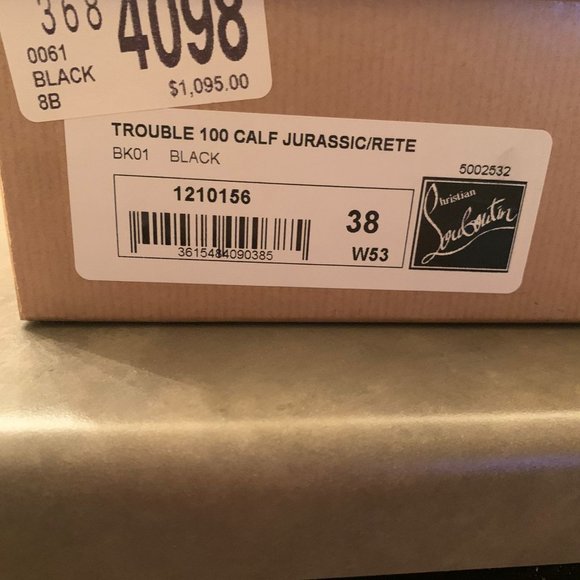 368 4098
0061
BLACK
8B
$1,095.00
TROUBLE 100 CALF JURASSIC/RETE
BK01 BLACK
5002532
1210156
3615484090385
38
W53
Christian
Louboutin